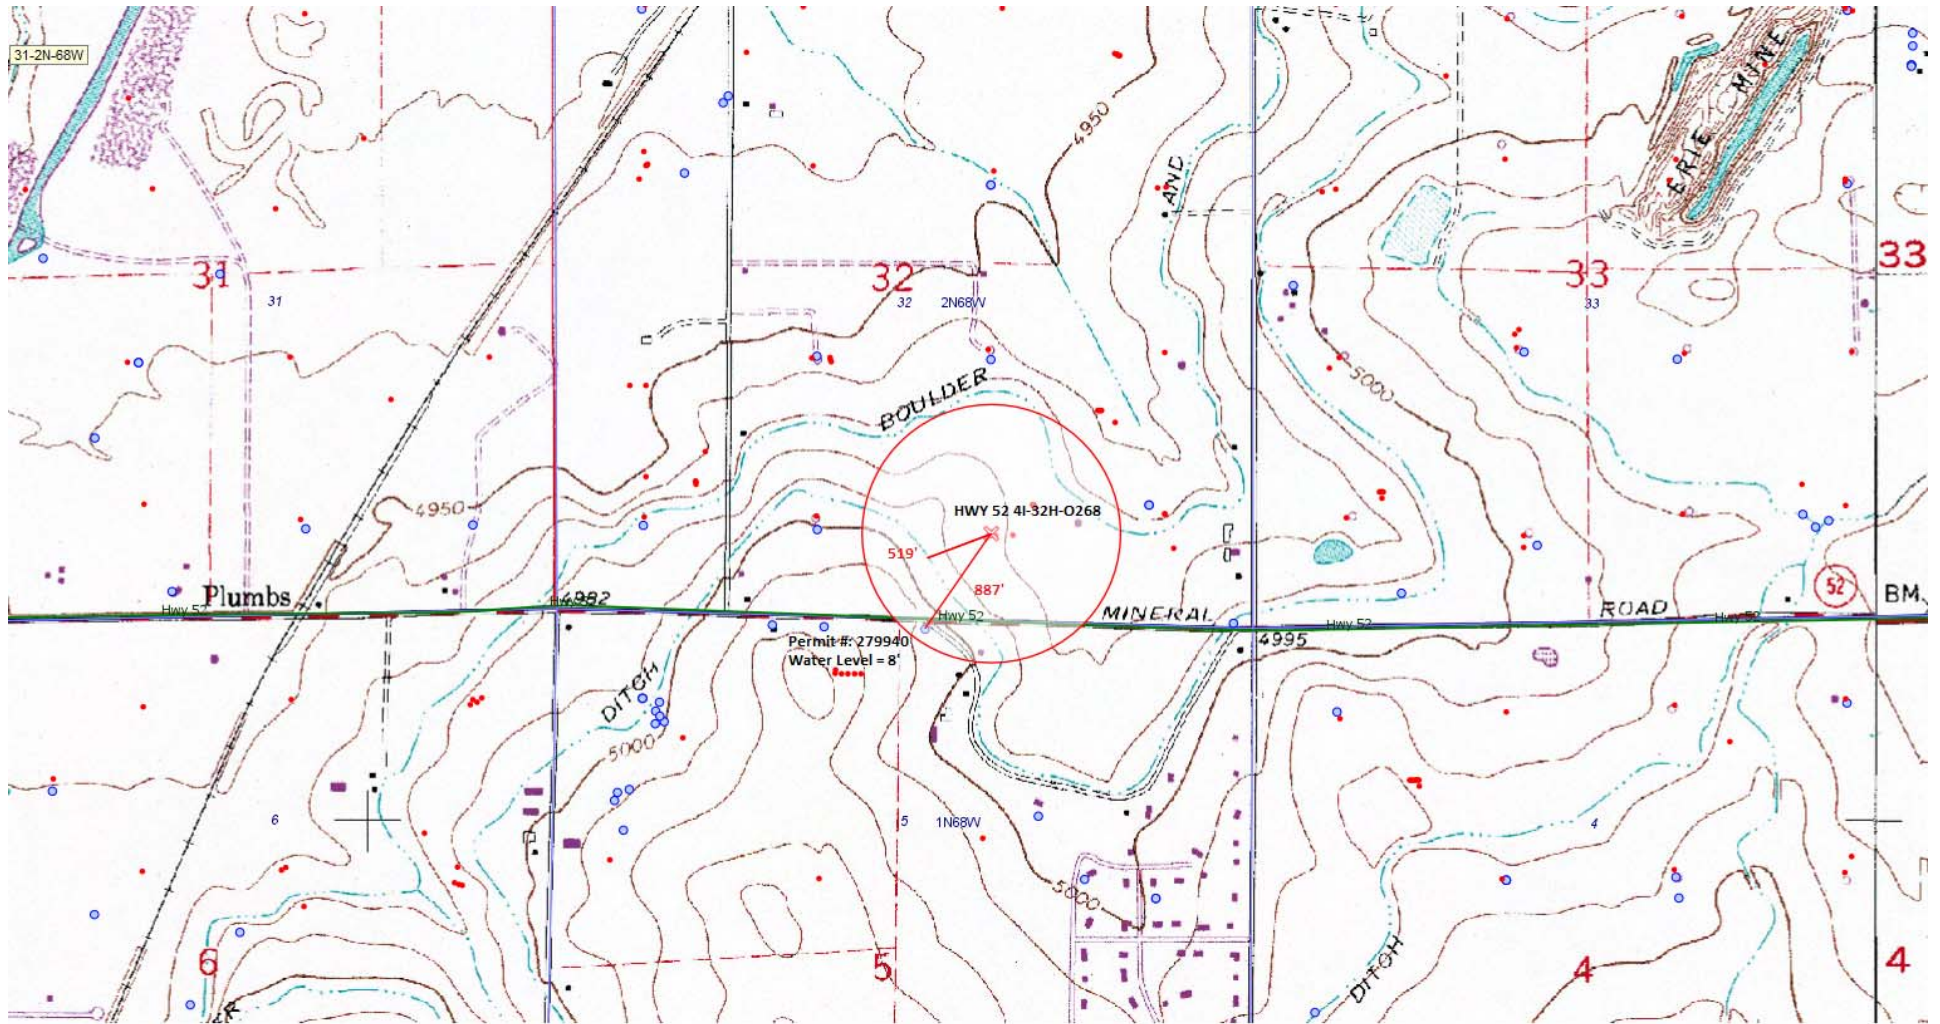 31-2N-68W
ERIE MINE
4950
AND
33
31
32
33
31
32 2N68W
33
5000
BOULDER
4950
HWY 52 4I-32H-O268
519'
887'
52
Plumbs
Hwy 52
4982
Hwy 52
MINERAL
Hwy 52
ROAD
Hwy 52
BM
4995
Permit #: 279940
Water Level = 8'
DITCH
5000
6
5 1N68W
4
5000
6
5
4
4
DITCH